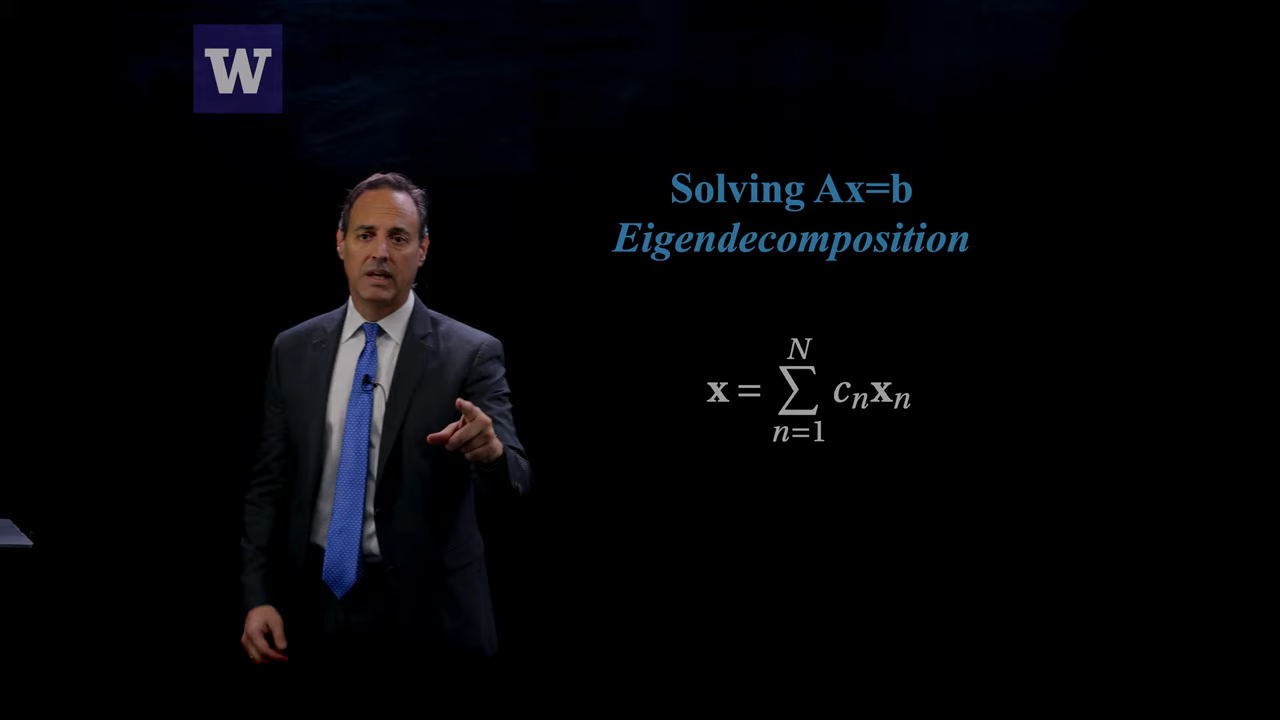 W
Solving Ax=b
Eigendecomposition
x = ∑_{n=1}^{N} c_n x_n